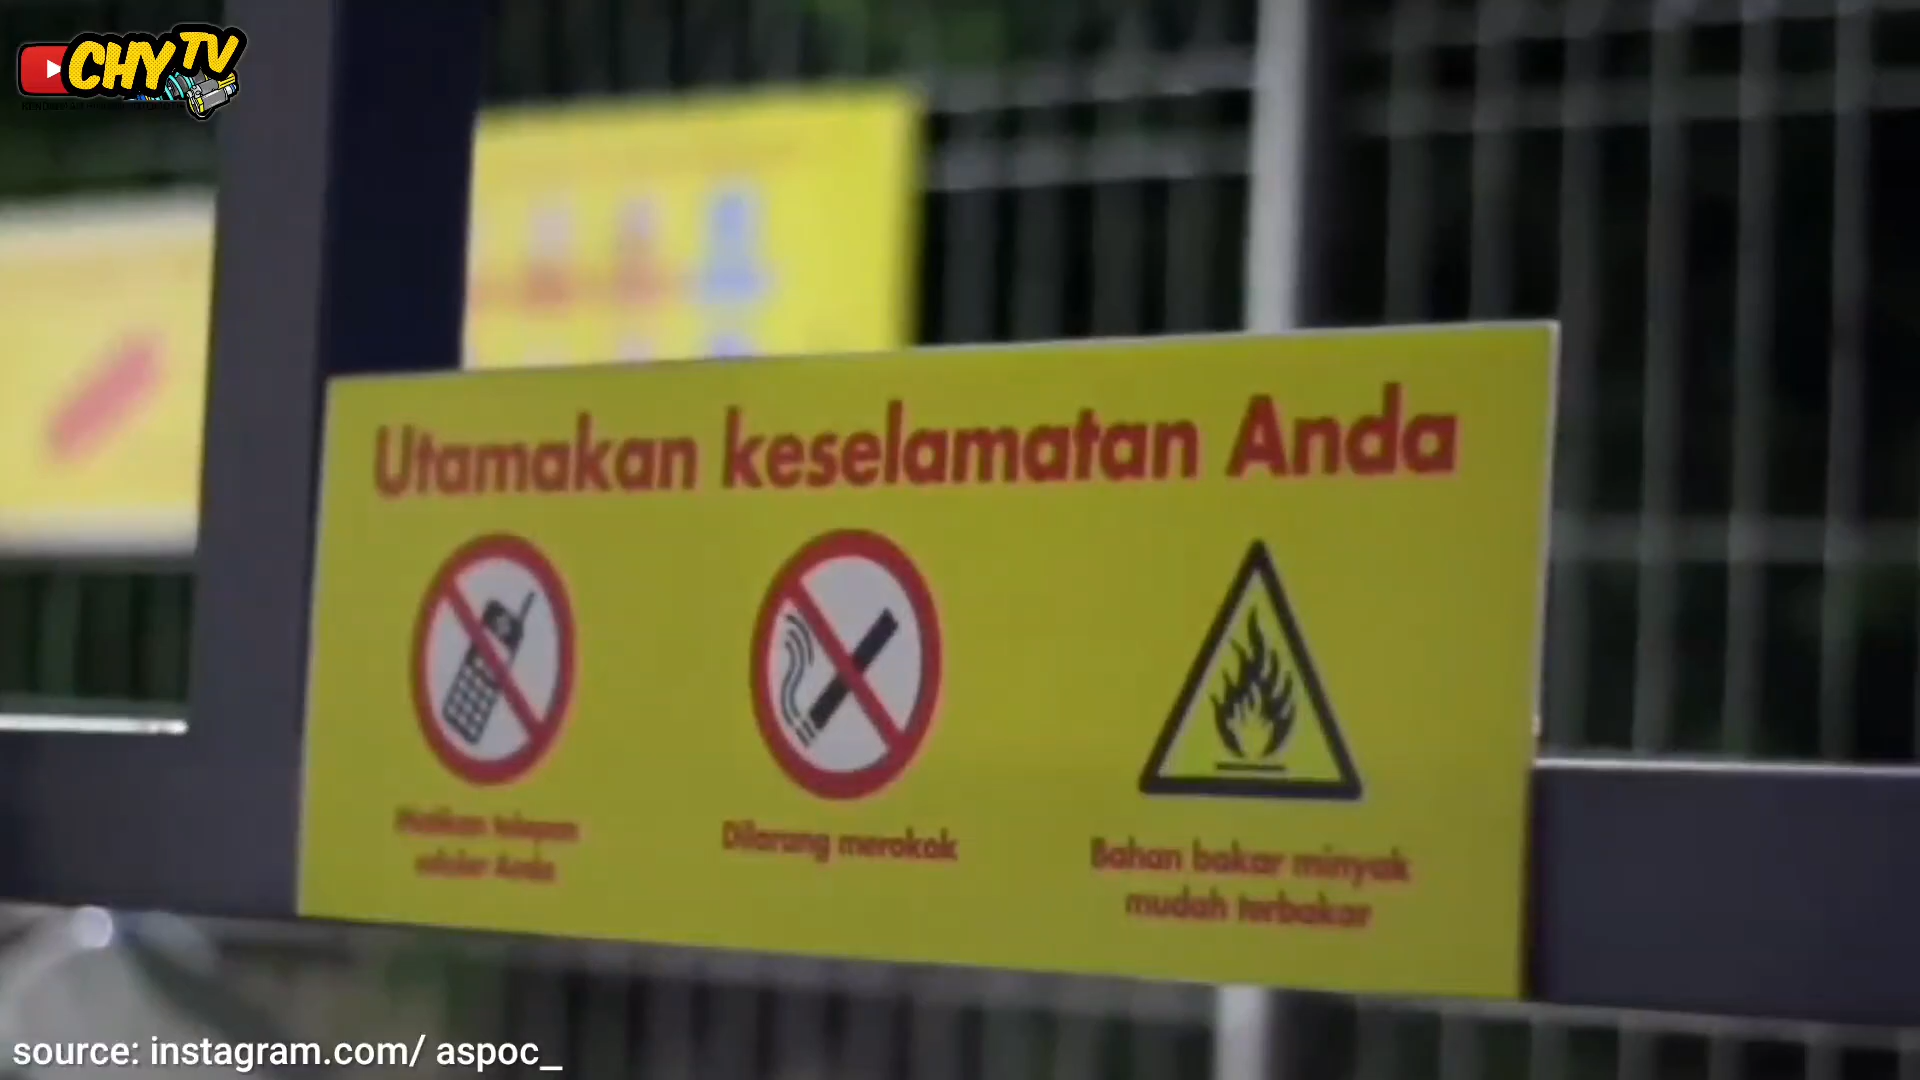 CHY TV
Utamakan keselamatan Anda
Matikan telepon
seluler Anda
Dilarang merokok
Bahan bakar minyak
mudah terbakar
source: instagram.com/ aspoc_